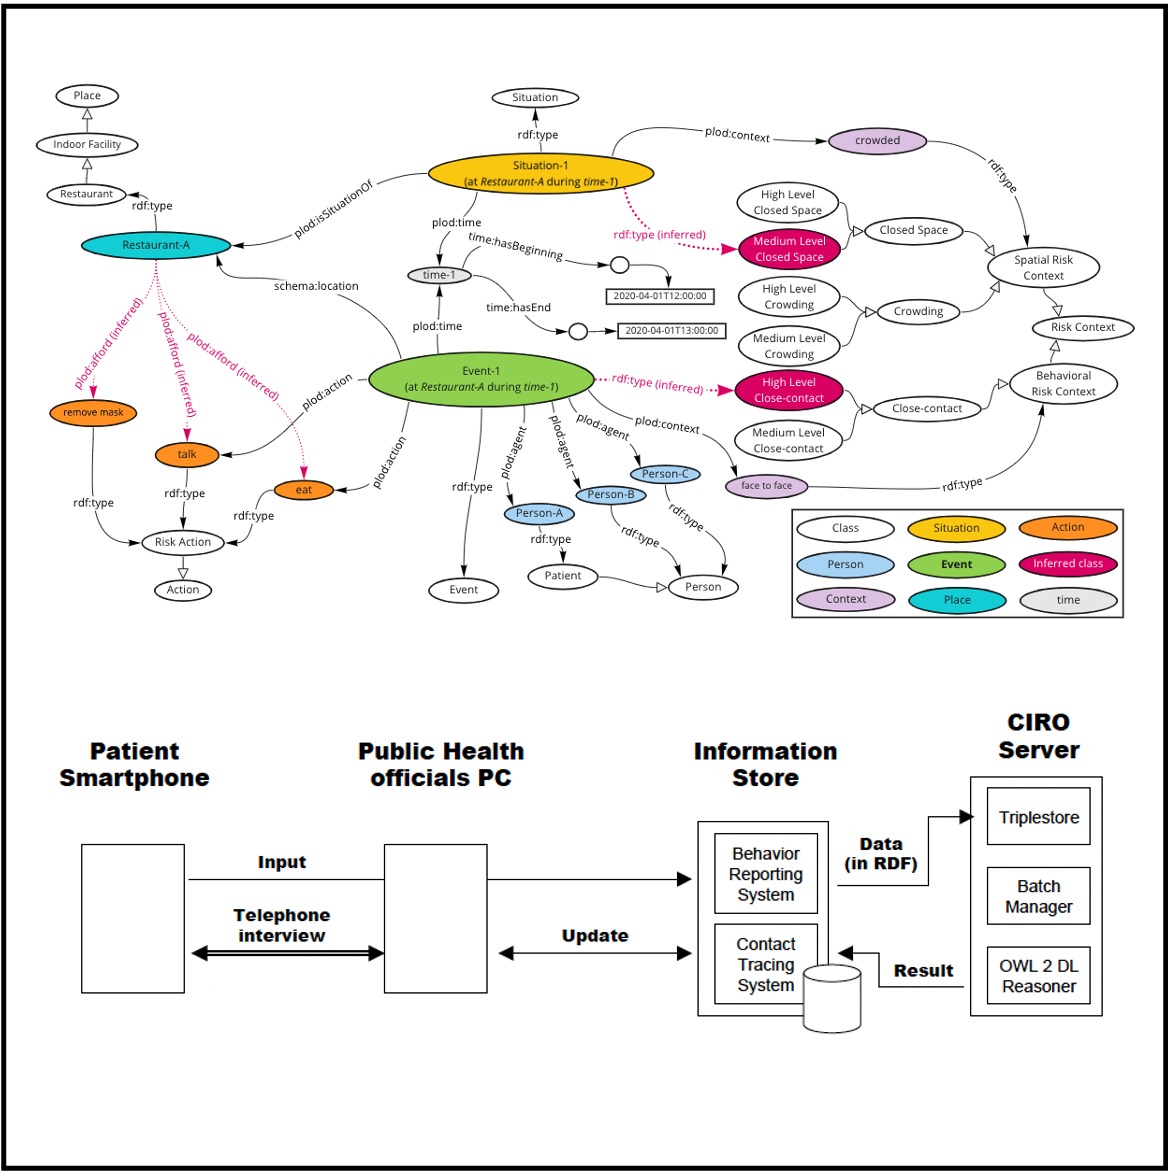 Place
Indoor Facility
Restaurant
rdf:type
Restaurant-A
Situation
rdf:type
Situation-1
(at Restaurant-A during time-1)
plod:context
crowded
rdf:type
plod:isSituationOf
plod:time
time:hasBeginning
rdf:type (inferred)
High Level
Closed Space
Medium Level
Closed Space
Closed Space
Spatial Risk
Context
time-1
schema:location
2020-04-01T12:00:00
time:hasEnd
2020-04-01T13:00:00
plod:time
High Level
Crowding
Crowding
Medium Level
Crowding
Risk Context
plod:afford (inferred)
plod:afford (inferred)
plod:afford (inferred)
Event-1
(at Restaurant-A during time-1)
rdf:type (inferred)
High Level
Close-contact
Behavioral
Risk Context
Close-contact
Medium Level
Close-contact
plod:action
plod:action
remove mask
talk
eat
rdf:type
rdf:type
rdf:type
Risk Action
Action
rdf:type
plod:agent
plod:agent
plod:agent
plod:context
Person-C
Person-B
Person-A
face to face
rdf:type
rdf:type
rdf:type
rdf:type
Event
Patient
Person
Class
Situation
Action
Person
Event
Inferred class
Context
Place
time
Patient
Smartphone
Public Health
officials PC
Information
Store
CIRO
Server
Input
Telephone
interview
Update
Behavior
Reporting
System
Contact
Tracing
System
Data
(in RDF)
Result
Triplestore
Batch
Manager
OWL 2 DL
Reasoner